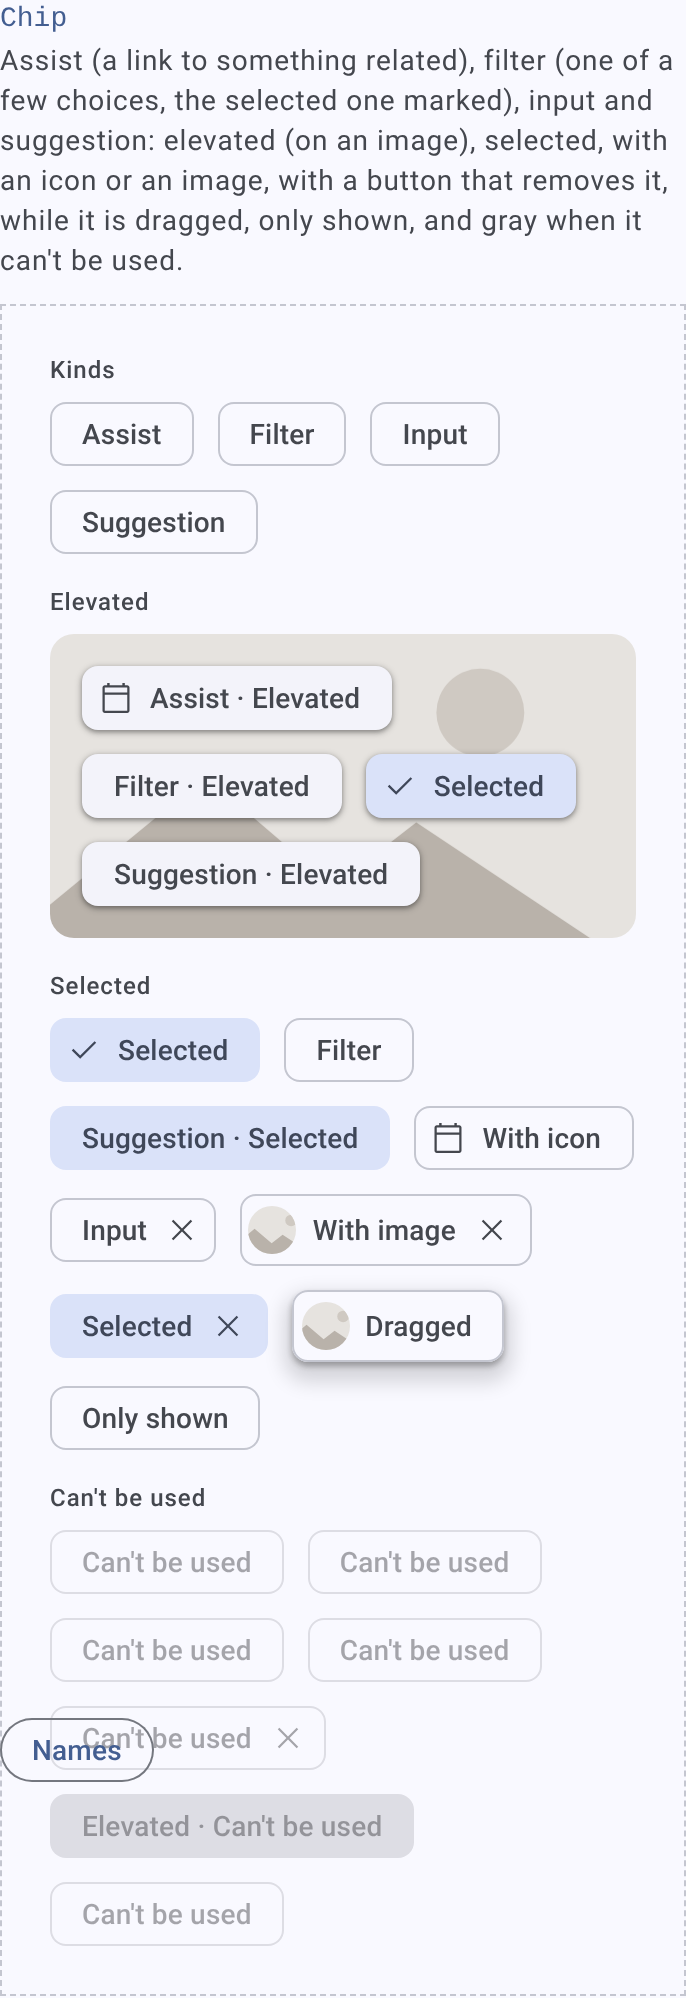 Chip
Assist (a link to something related), filter (one of a
few choices, the selected one marked), input and
suggestion: elevated (on an image), selected, with
an icon or an image, with a button that removes it,
while it is dragged, only shown, and gray when it
can't be used.
Kinds
Assist Filter Input
Suggestion
Elevated
Assist · Elevated
Filter · Elevated Selected
Suggestion · Elevated
Selected
Selected Filter
Suggestion · Selected With icon
Input With image
Selected Dragged
Only shown
Can't be used
Can't be used Can't be used
Can't be used Can't be used
Can't be used
Names
Elevated · Can't be used
Can't be used